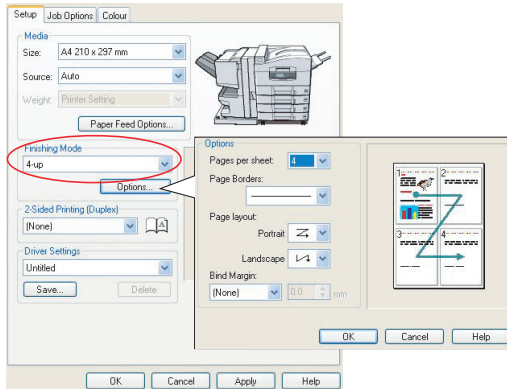 Setup Job Options Colour
Media
Size: A4 210 x 297 mm
Source: Auto
Weight: Printer Setting
Paper Feed Options...
Finishing Mode
4-up
Options...
2-Sided Printing (Duplex)
(None)
Driver Settings
Untitled
Save... Delete
OK Cancel Apply Help
Options
Pages per sheet: 4
Page Borders:
Page layout:
Portrait
Landscape
Bind Margin:
(None) 0.0 mm
1 2
3 4
OK Cancel Help